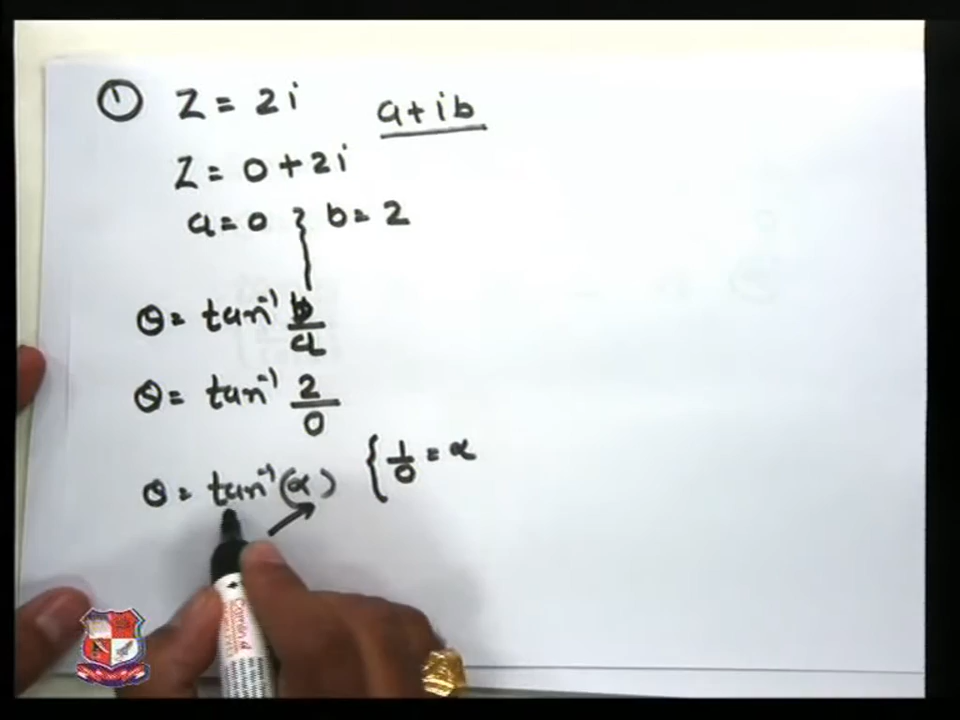 ① Z = 2i a+ib
Z = 0 + 2i
a = 0 } b = 2
θ = tan⁻¹ b/a
θ = tan⁻¹ 2/0
θ = tan⁻¹(α) { 1/0 = α